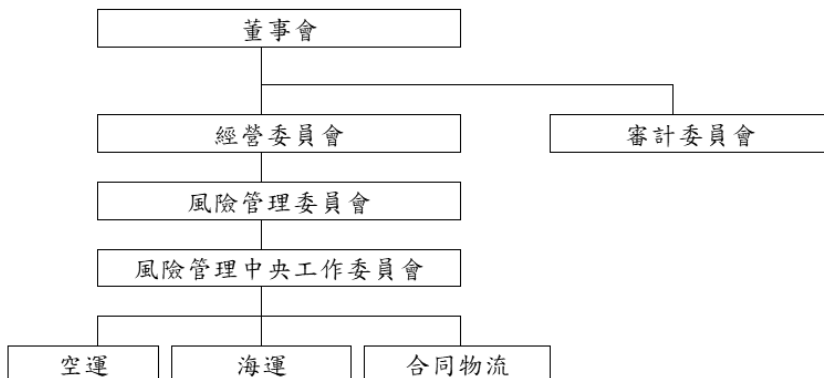 董事會
經營委員會
審計委員會
風險管理委員會
風險管理中央工作委員會
空運
海運
合同物流